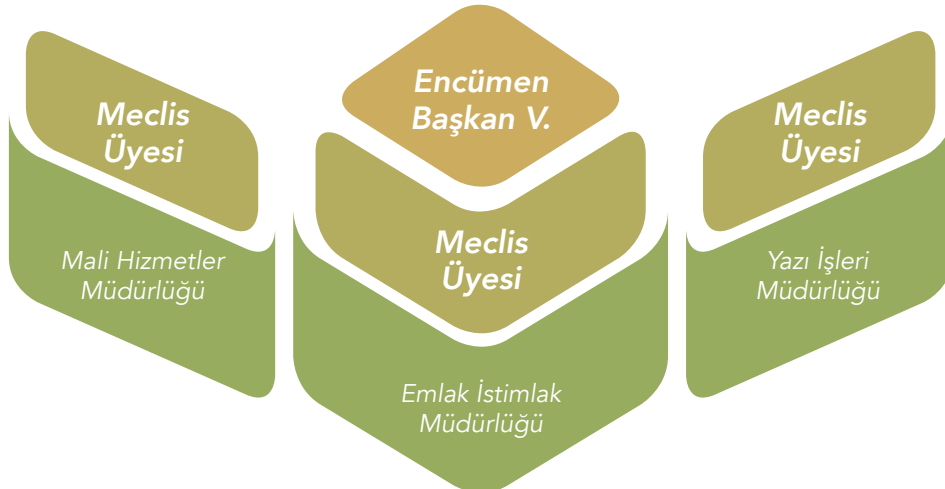 Encümen
Başkan V.
Meclis
Üyesi
Meclis
Üyesi
Meclis
Üyesi
Mali Hizmetler
Müdürlüğü
Emlak İstimlak
Müdürlüğü
Yazı İşleri
Müdürlüğü